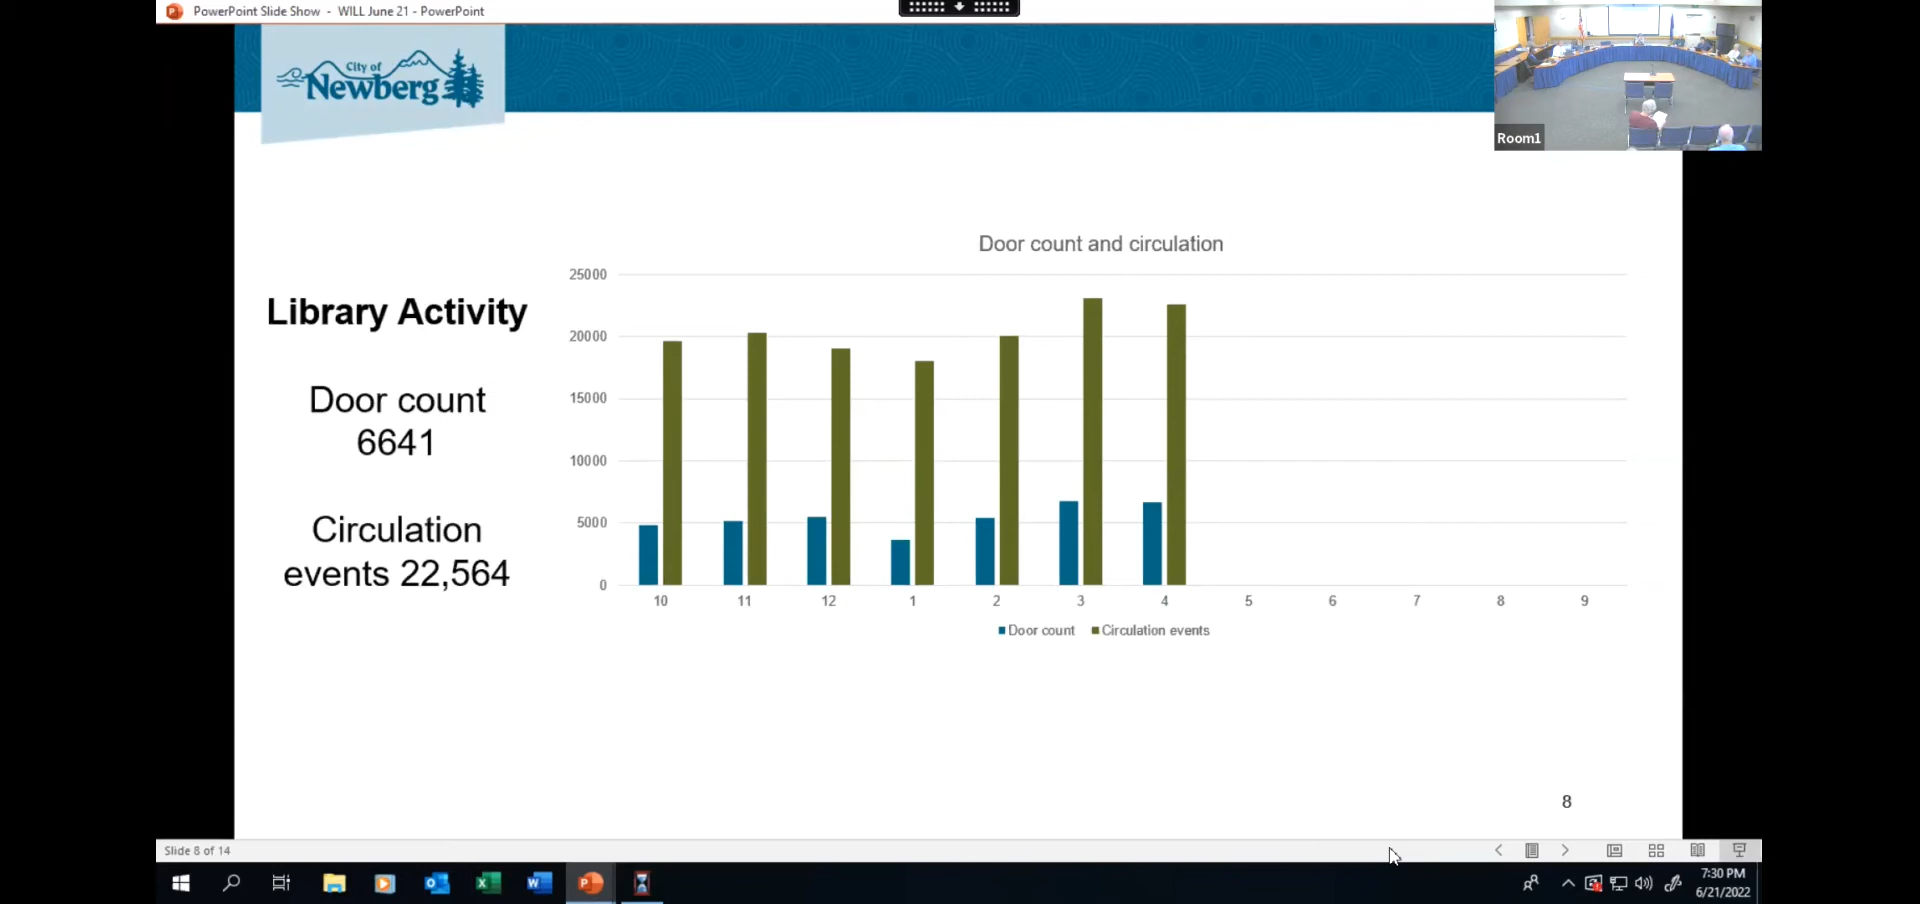 PowerPoint Slide Show - WILL June 21 - PowerPoint
City of
Newberg
Room1
Door count and circulation
Library Activity
Door count
6641
Circulation
events 22,564
25000
20000
15000
10000
5000
0
10 11 12 1 2 3 4 5 6 7 8 9
Door count Circulation events
8
Slide 8 of 14
7:30 PM
6/21/2022